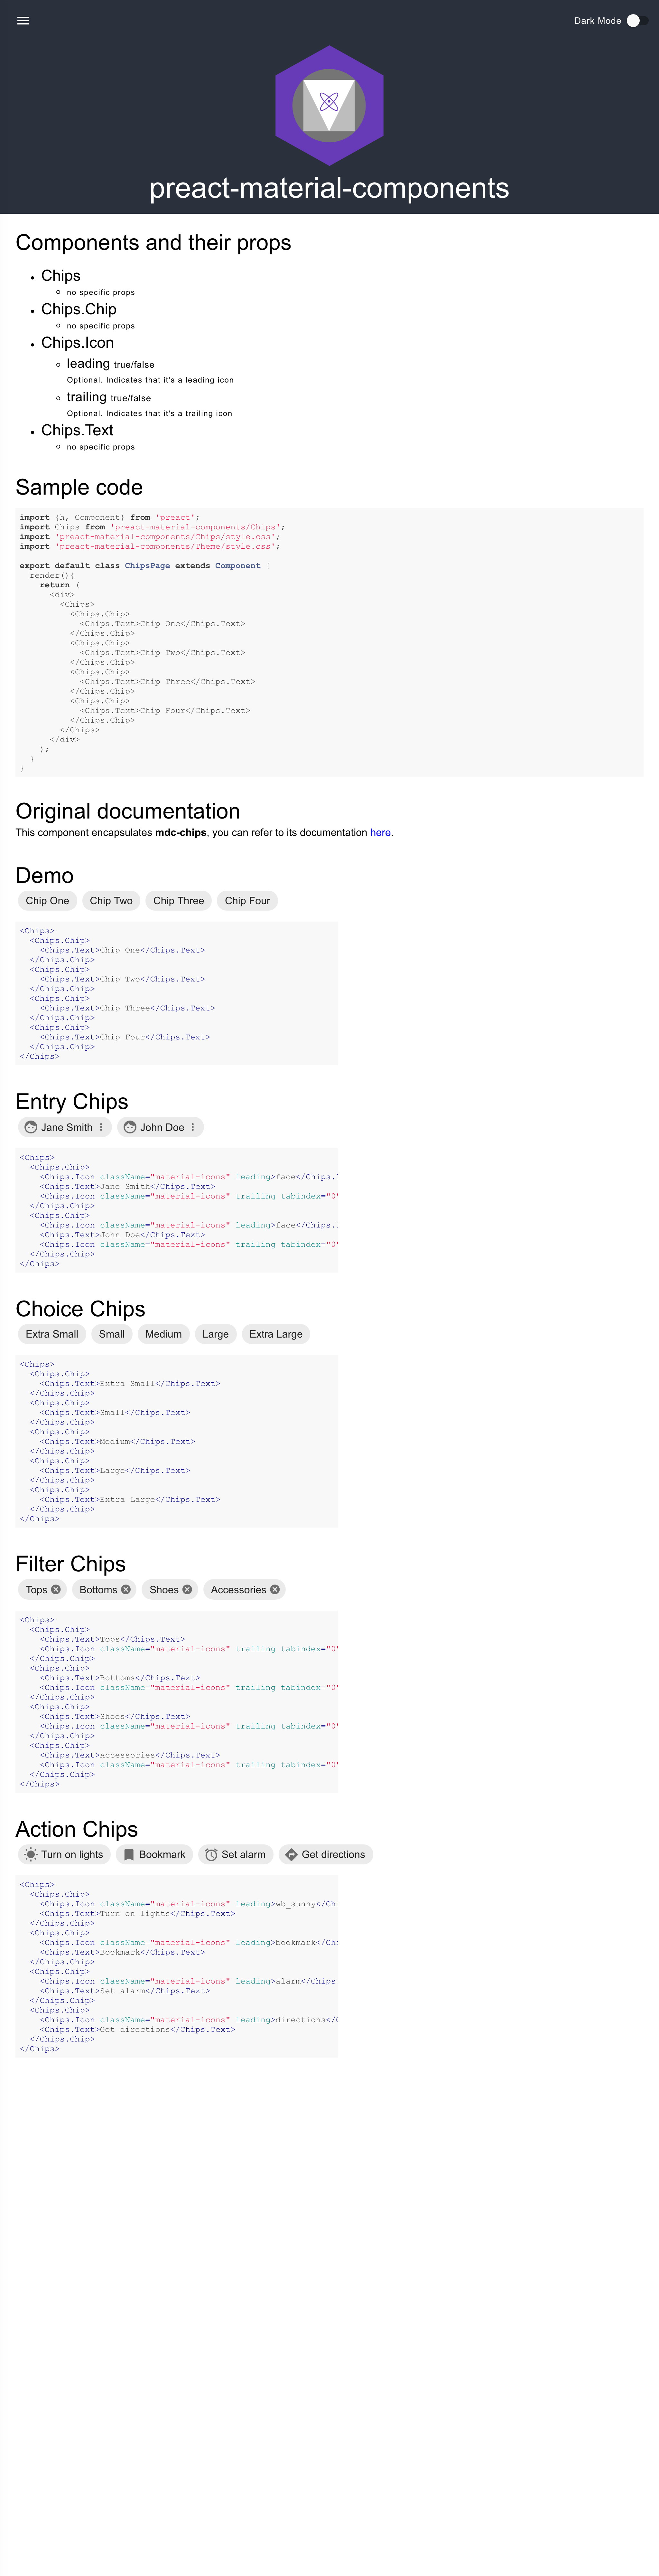 Dark Mode
preact-material-components
Components and their props
Chips
no specific props
Chips.Chip
no specific props
Chips.Icon
leading true/false
Optional. Indicates that it's a leading icon
trailing true/false
Optional. Indicates that it's a trailing icon
Chips.Text
no specific props
Sample code
import {h, Component} from 'preact';
import Chips from 'preact-material-components/Chips';
import 'preact-material-components/Chips/style.css';
import 'preact-material-components/Theme/style.css';
export default class ChipsPage extends Component {
  render(){
    return (
      <div>
        <Chips>
          <Chips.Chip>
            <Chips.Text>Chip One</Chips.Text>
          </Chips.Chip>
          <Chips.Chip>
            <Chips.Text>Chip Two</Chips.Text>
          </Chips.Chip>
          <Chips.Chip>
            <Chips.Text>Chip Three</Chips.Text>
          </Chips.Chip>
          <Chips.Chip>
            <Chips.Text>Chip Four</Chips.Text>
          </Chips.Chip>
        </Chips>
      </div>
    );
  }
}
Original documentation
This component encapsulates mdc-chips, you can refer to its documentation here.
Demo
Chip One Chip Two Chip Three Chip Four
<Chips>
  <Chips.Chip>
    <Chips.Text>Chip One</Chips.Text>
  </Chips.Chip>
  <Chips.Chip>
    <Chips.Text>Chip Two</Chips.Text>
  </Chips.Chip>
  <Chips.Chip>
    <Chips.Text>Chip Three</Chips.Text>
  </Chips.Chip>
  <Chips.Chip>
    <Chips.Text>Chip Four</Chips.Text>
  </Chips.Chip>
</Chips>
Entry Chips
Jane Smith John Doe
<Chips>
  <Chips.Chip>
    <Chips.Icon className="material-icons" leading>face</Chips.
    <Chips.Text>Jane Smith</Chips.Text>
    <Chips.Icon className="material-icons" trailing tabindex="0"
  </Chips.Chip>
  <Chips.Chip>
    <Chips.Icon className="material-icons" leading>face</Chips.
    <Chips.Text>John Doe</Chips.Text>
    <Chips.Icon className="material-icons" trailing tabindex="0"
  </Chips.Chip>
</Chips>
Choice Chips
Extra Small Small Medium Large Extra Large
<Chips>
  <Chips.Chip>
    <Chips.Text>Extra Small</Chips.Text>
  </Chips.Chip>
  <Chips.Chip>
    <Chips.Text>Small</Chips.Text>
  </Chips.Chip>
  <Chips.Chip>
    <Chips.Text>Medium</Chips.Text>
  </Chips.Chip>
  <Chips.Chip>
    <Chips.Text>Large</Chips.Text>
  </Chips.Chip>
  <Chips.Chip>
    <Chips.Text>Extra Large</Chips.Text>
  </Chips.Chip>
</Chips>
Filter Chips
Tops Bottoms Shoes Accessories
<Chips>
  <Chips.Chip>
    <Chips.Text>Tops</Chips.Text>
    <Chips.Icon className="material-icons" trailing tabindex="0"
  </Chips.Chip>
  <Chips.Chip>
    <Chips.Text>Bottoms</Chips.Text>
    <Chips.Icon className="material-icons" trailing tabindex="0"
  </Chips.Chip>
  <Chips.Chip>
    <Chips.Text>Shoes</Chips.Text>
    <Chips.Icon className="material-icons" trailing tabindex="0"
  </Chips.Chip>
  <Chips.Chip>
    <Chips.Text>Accessories</Chips.Text>
    <Chips.Icon className="material-icons" trailing tabindex="0"
  </Chips.Chip>
</Chips>
Action Chips
Turn on lights Bookmark Set alarm Get directions
<Chips>
  <Chips.Chip>
    <Chips.Icon className="material-icons" leading>wb_sunny</Chi
    <Chips.Text>Turn on lights</Chips.Text>
  </Chips.Chip>
  <Chips.Chip>
    <Chips.Icon className="material-icons" leading>bookmark</Chi
    <Chips.Text>Bookmark</Chips.Text>
  </Chips.Chip>
  <Chips.Chip>
    <Chips.Icon className="material-icons" leading>alarm</Chips
    <Chips.Text>Set alarm</Chips.Text>
  </Chips.Chip>
  <Chips.Chip>
    <Chips.Icon className="material-icons" leading>directions</
    <Chips.Text>Get directions</Chips.Text>
  </Chips.Chip>
</Chips>